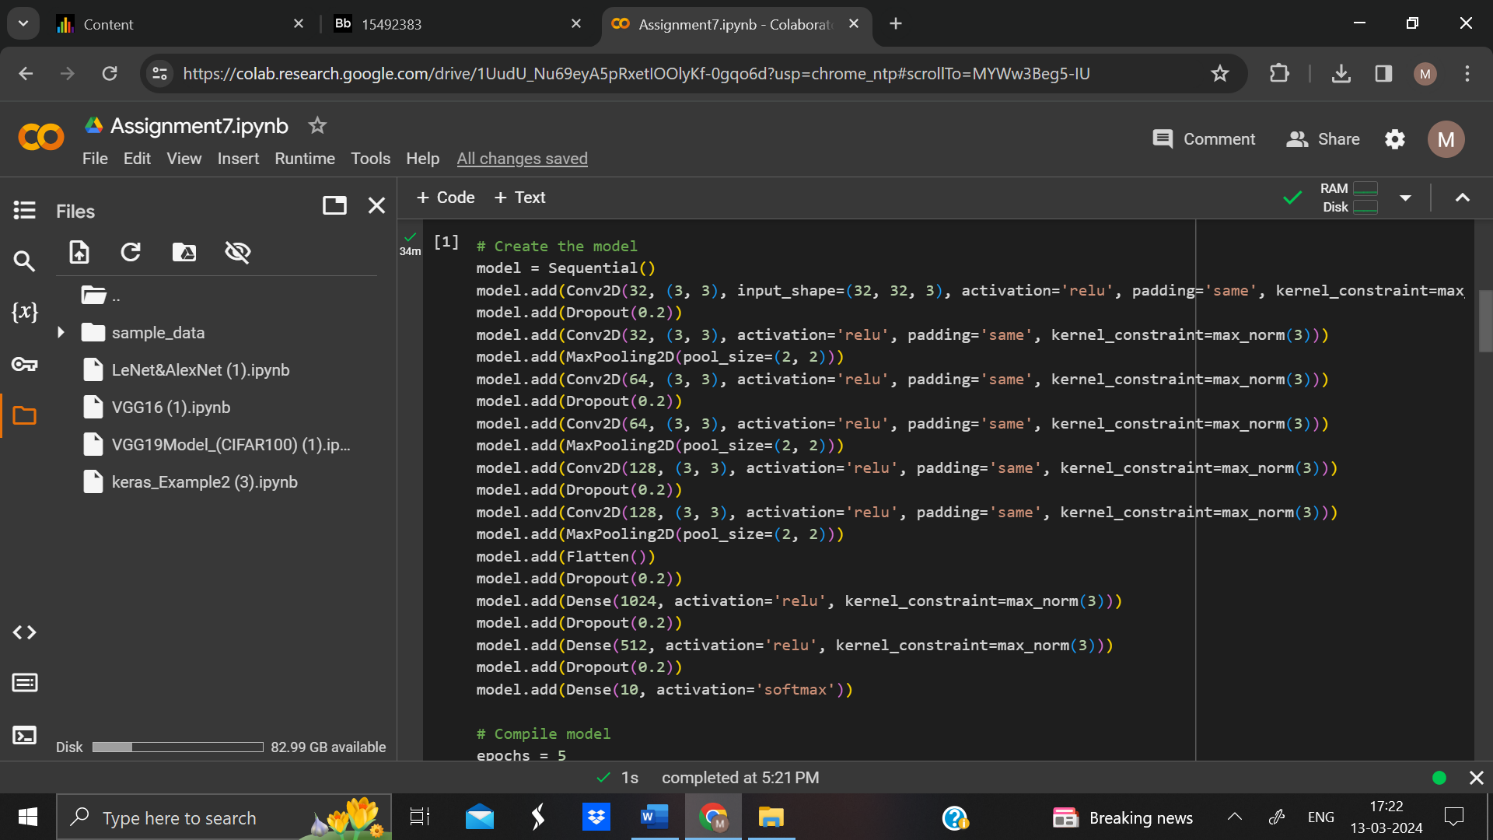 Content
Bb 15492383
Assignment7.ipynb - Colaborat
https://colab.research.google.com/drive/1UudU_Nu69eyA5pRxetIOOlyKf-0gqo6d?usp=chrome_ntp#scrollTo=MYWw3Beg5-IU
M
Assignment7.ipynb
File Edit View Insert Runtime Tools Help All changes saved
Comment Share M
Files
+ Code + Text
RAM
Disk
..
sample_data
LeNet&AlexNet (1).ipynb
VGG16 (1).ipynb
VGG19Model_(CIFAR100) (1).ip...
keras_Example2 (3).ipynb
{x}
Disk 82.99 GB available
34m
[1] # Create the model
model = Sequential()
model.add(Conv2D(32, (3, 3), input_shape=(32, 32, 3), activation='relu', padding='same', kernel_constraint=max_
model.add(Dropout(0.2))
model.add(Conv2D(32, (3, 3), activation='relu', padding='same', kernel_constraint=max_norm(3)))
model.add(MaxPooling2D(pool_size=(2, 2)))
model.add(Conv2D(64, (3, 3), activation='relu', padding='same', kernel_constraint=max_norm(3)))
model.add(Dropout(0.2))
model.add(Conv2D(64, (3, 3), activation='relu', padding='same', kernel_constraint=max_norm(3)))
model.add(MaxPooling2D(pool_size=(2, 2)))
model.add(Conv2D(128, (3, 3), activation='relu', padding='same', kernel_constraint=max_norm(3)))
model.add(Dropout(0.2))
model.add(Conv2D(128, (3, 3), activation='relu', padding='same', kernel_constraint=max_norm(3)))
model.add(MaxPooling2D(pool_size=(2, 2)))
model.add(Flatten())
model.add(Dropout(0.2))
model.add(Dense(1024, activation='relu', kernel_constraint=max_norm(3)))
model.add(Dropout(0.2))
model.add(Dense(512, activation='relu', kernel_constraint=max_norm(3)))
model.add(Dropout(0.2))
model.add(Dense(10, activation='softmax'))
# Compile model
epochs = 5
1s completed at 5:21 PM
Type here to search
Breaking news
ENG
17:22
13-03-2024